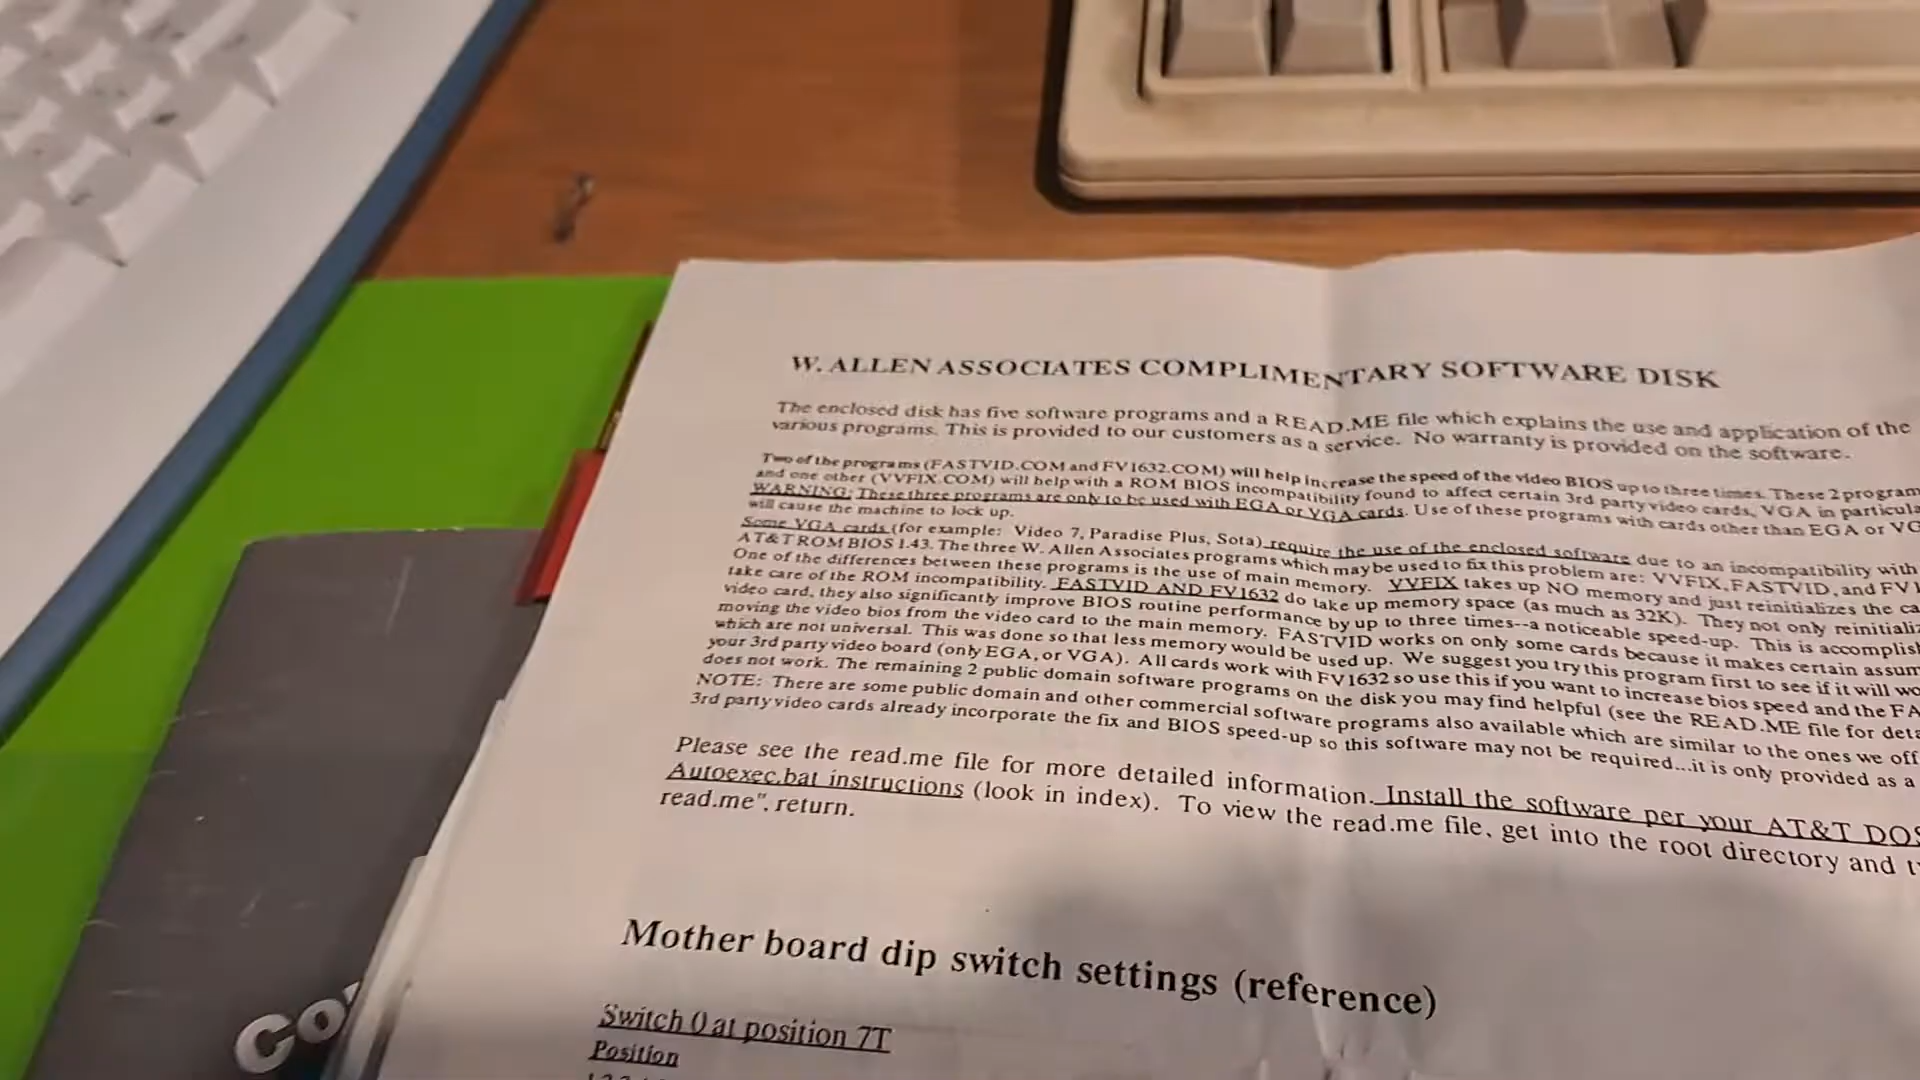 W. ALLEN ASSOCIATES COMPLIMENTARY SOFTWARE DISK
The enclosed disk has five software programs and a READ.ME file which explains the use and application of the
various programs. This is provided to our customers as a service. No warranty is provided on the software.
Two of the programs (FASTVID.COM and FV1632.COM) will help increase the speed of the video BIOS up to three times. These 2 program
and one other (VVFIX.COM) will help with a ROM BIOS incompatibility found to affect certain 3rd party video cards, VGA in particula
WARNING: These three programs are only to be used with EGA or VGA cards. Use of these programs with cards other than EGA or VG
will cause the machine to lock up.
Some VGA cards (for example: Video 7, Paradise Plus, Sota) require the use of the enclosed software due to an incompatibility with
AT&T ROM BIOS 1.43. The three W. Allen Associates programs which may be used to fix this problem are: VVFIX, FASTVID, and FV1
One of the differences between these programs is the use of main memory. VVFIX takes up NO memory and just reinitializes the ca
take care of the ROM incompatibility. FASTVID AND FV1632 do take up memory space (as much as 32K). They not only reinitializ
video card, they also significantly improve BIOS routine performance by up to three times--a noticeable speed-up. This is accomplis
moving the video bios from the video card to the main memory. FASTVID works on only some cards because it makes certain assum
which are not universal. This was done so that less memory would be used up. We suggest you try this program first to see if it will wo
your 3rd party video board (only EGA, or VGA). All cards work with FV1632 so use this if you want to increase bios speed and the FA
does not work. The remaining 2 public domain software programs on the disk you may find helpful (see the READ.ME file for deta
NOTE: There are some public domain and other commercial software programs also available which are similar to the ones we off
3rd party video cards already incorporate the fix and BIOS speed-up so this software may not be required...it is only provided as a
Please see the read.me file for more detailed information. Install the software per your AT&T DOS
Autoexec.bat instructions (look in index). To view the read.me file, get into the root directory and t
read.me". return.
Mother board dip switch settings (reference)
Switch 0 at position 7T
Position
Co